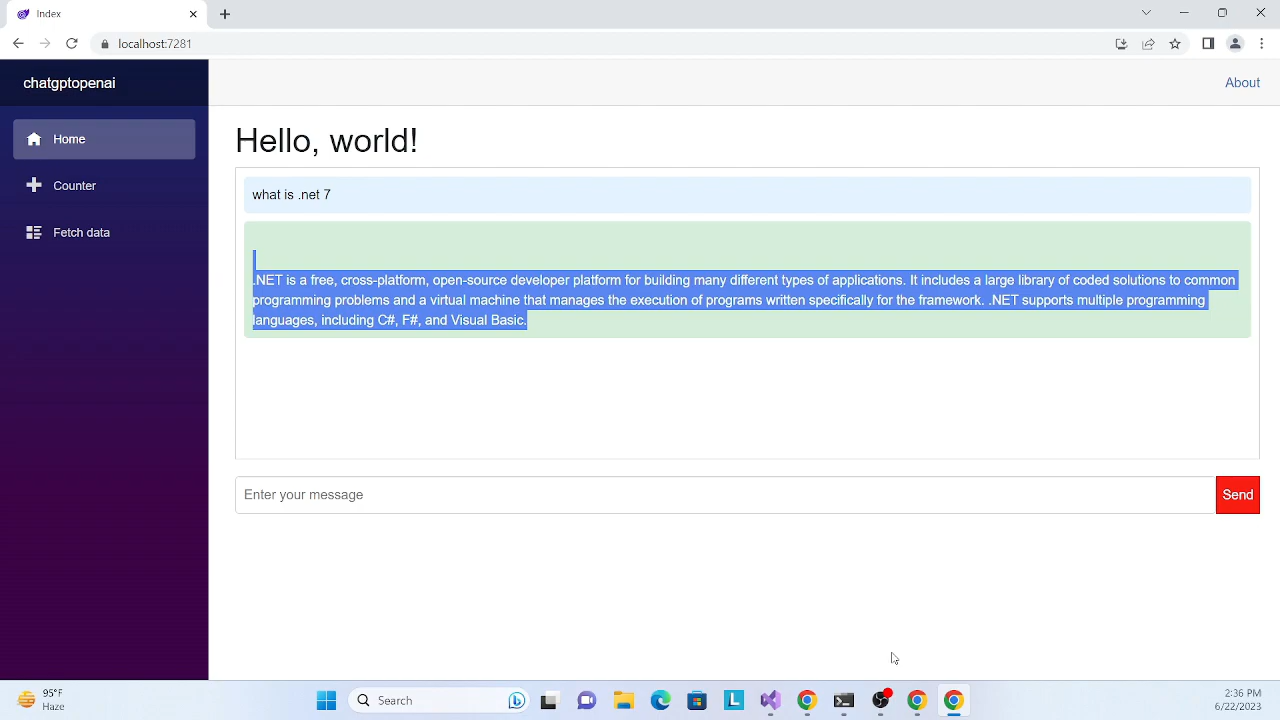 Index
localhost:7281
chatgptopenai
About
Home
Counter
Fetch data
Hello, world!
what is .net 7
.NET is a free, cross-platform, open-source developer platform for building many different types of applications. It includes a large library of coded solutions to common
programming problems and a virtual machine that manages the execution of programs written specifically for the framework. .NET supports multiple programming
languages, including C#, F#, and Visual Basic.
Enter your message
Send
95°F
Haze
Search
L
2:36 PM
6/22/2023